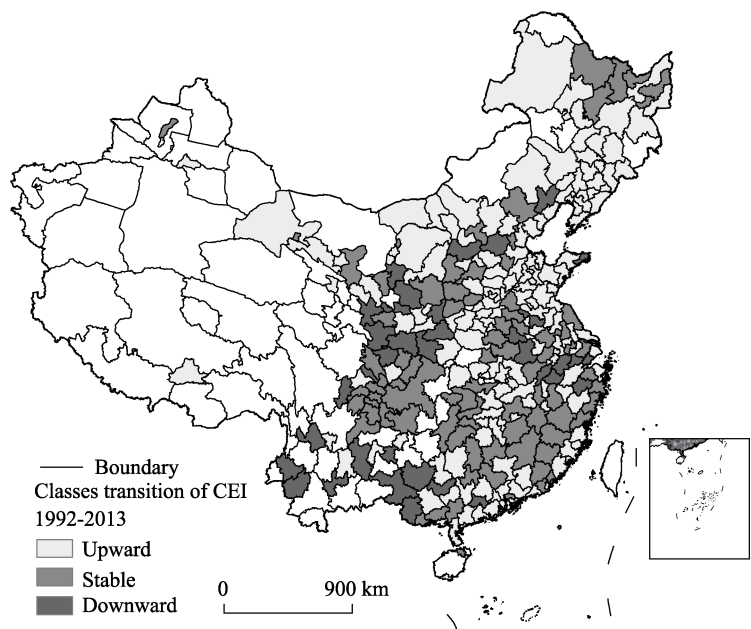 Boundary
Classes transition of CEI
1992-2013
Upward
Stable
Downward
0 900 km